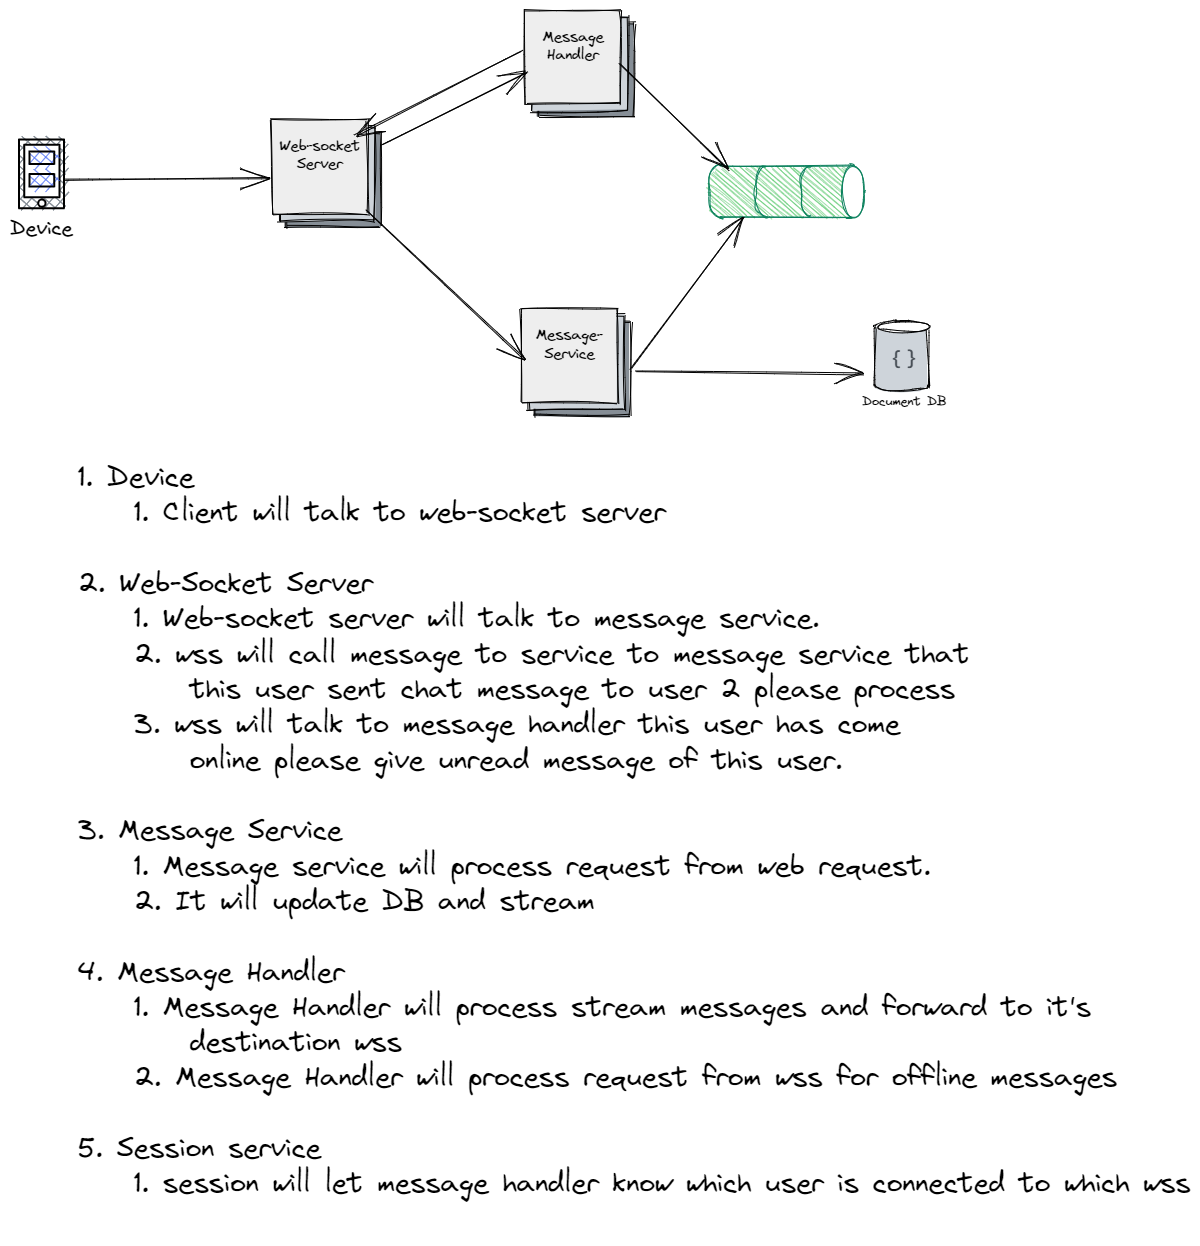 Message
Handler
Web-socket
Server
Device
Message-
Service
{ }
Document DB
1. Device
1. Client will talk to web-socket server
2. Web-Socket Server
1. Web-socket server will talk to message service.
2. wss will call message to service to message service that
this user sent chat message to user 2 please process
3. wss will talk to message handler this user has come
online please give unread message of this user.
3. Message Service
1. Message service will process request from web request.
2. It will update DB and stream
4. Message Handler
1. Message Handler will process stream messages and forward to it's
destination wss
2. Message Handler will process request from wss for offline messages
5. Session service
1. session will let message handler know which user is connected to which wss